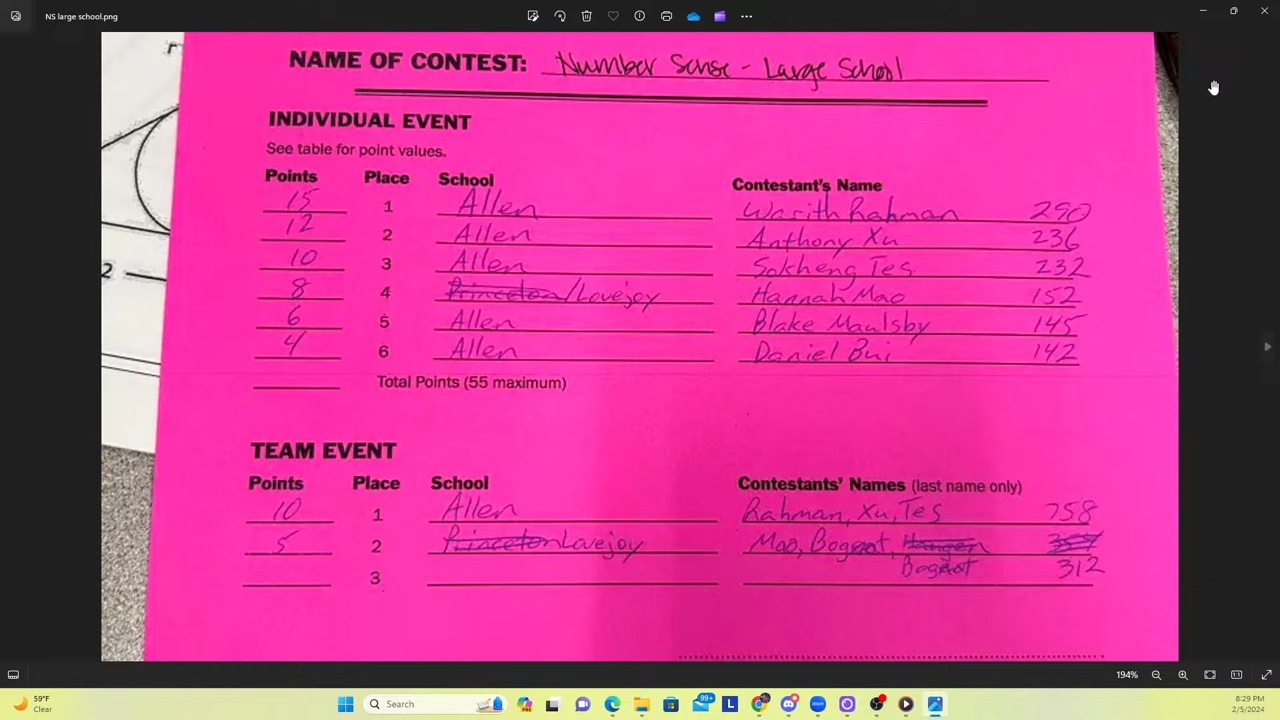 NS large school.png
NAME OF CONTEST: Number Sense - Large School
INDIVIDUAL EVENT
See table for point values.
Points Place School Contestant's Name
15 1 Allen Warith Rahman 290
12 2 Allen Anthony Xu 236
10 3 Allen Sokheng Tes 232
8 4 Princeton/Lovejoy Hannah Mao 152
6 5 Allen Blake Maulsby 145
4 6 Allen Daniel Bui 142
Total Points (55 maximum)
TEAM EVENT
Points Place School Contestants' Names (last name only)
10 1 Allen Rahman, Xu, Tes 758
5 2 Princeton Lovejoy Mao,
312
3
2
194%
59°F
Clear
Search
99+
L
8:29 PM
2/5/2024